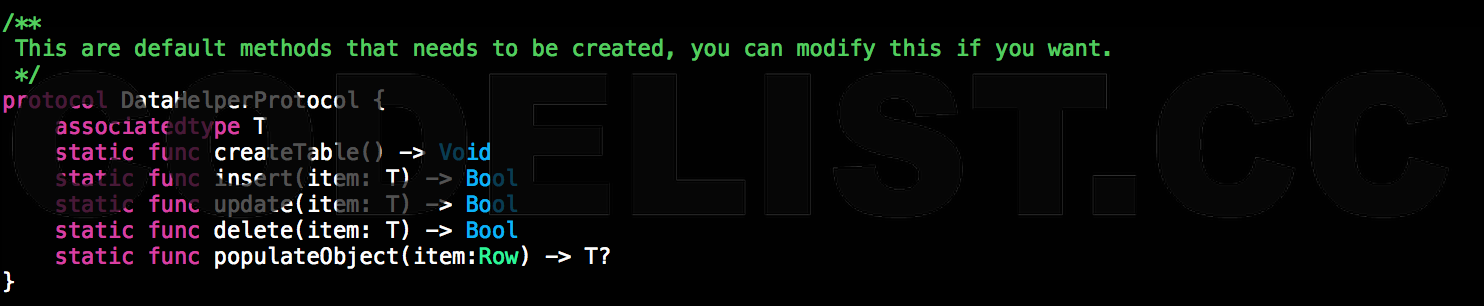 /**
 This are default methods that needs to be created, you can modify this if you want.
 */
protocol DataHelperProtocol {
    associatedtype T
    static func createTable() -> Void
    static func insert(item: T) -> Bool
    static func update(item: T) -> Bool
    static func delete(item: T) -> Bool
    static func populateObject(item:Row) -> T?
}
CODELIST.CC